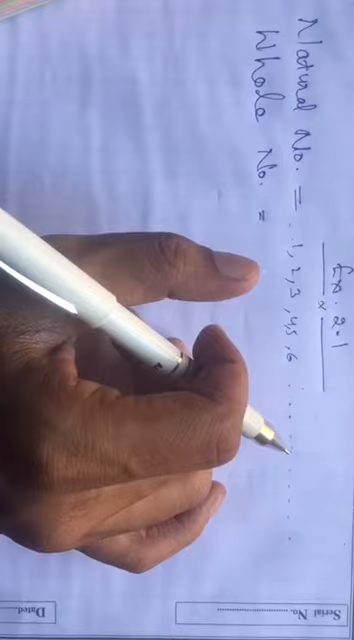 Serial No. ........................
Dated........
Ex. 2.1
Natural No. = 1, 2, 3, 4, 5, 6 ..............
Whole No. =